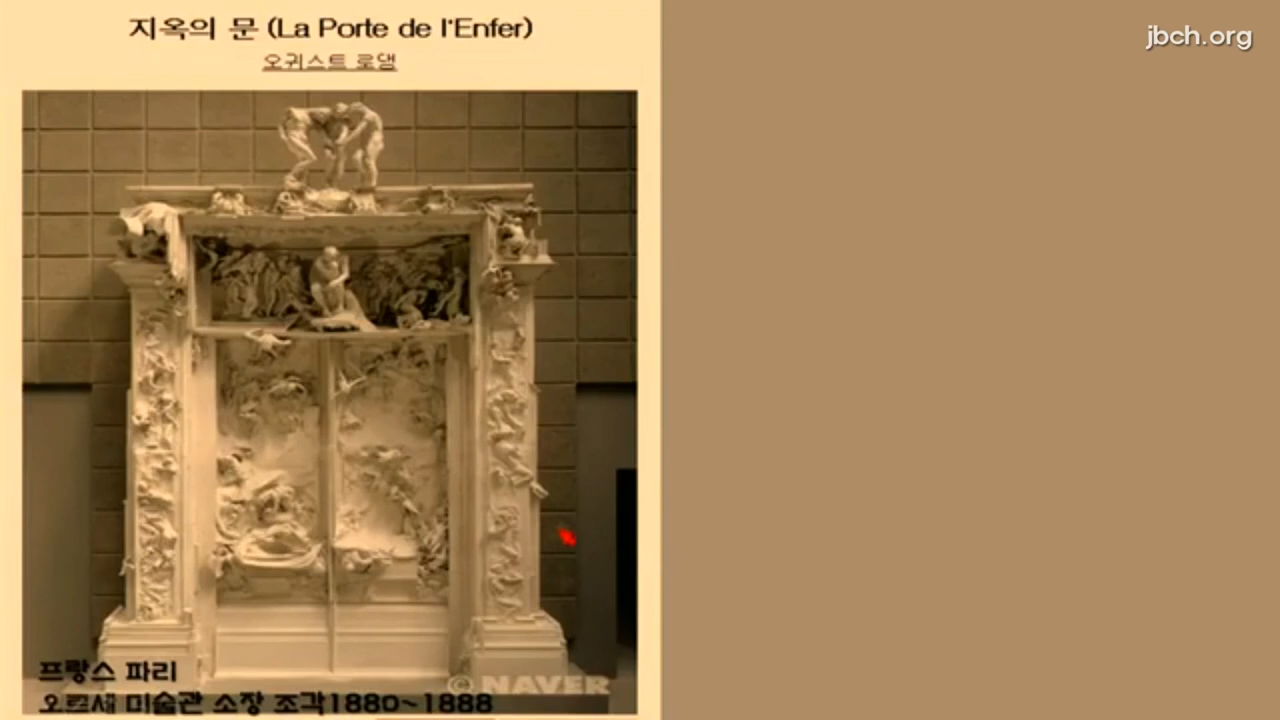 지옥의 문 (La Porte de l'Enfer)
오귀스트 로댕
jbch.org
프랑스 파리
© NAVER
오르세 미술관 소장 조각1880~1888